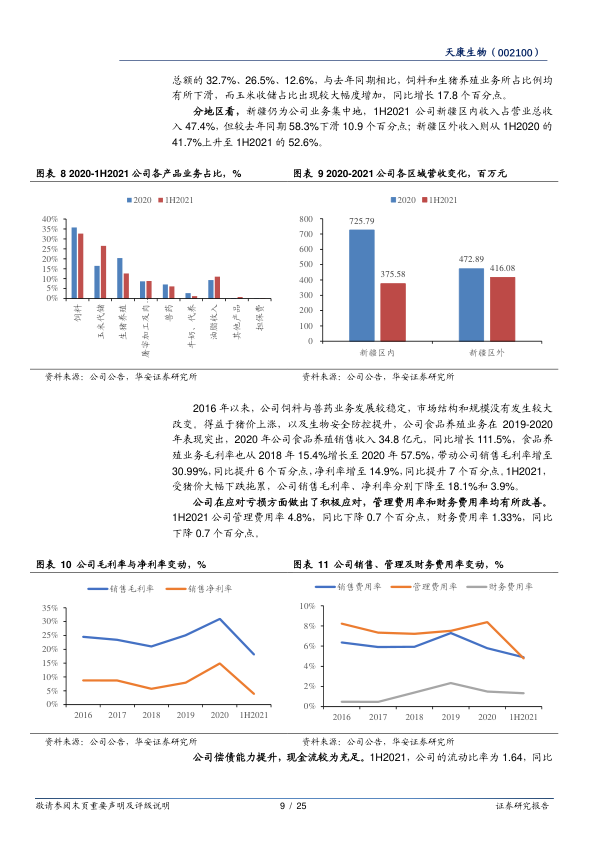 天康生物（002100）
总额的 32.7%、26.5%、12.6%，与去年同期相比，饲料和生猪养殖业务所占比例均
有所下滑，而玉米收储占比出现较大幅度增加，同比增长 17.8 个百分点。
分地区看，新疆仍为公司业务集中地，1H2021 公司新疆区内收入占营业总收
入 47.4%，但较去年同期 58.3%下滑 10.9 个百分点；新疆区外收入则从 1H2020 的
41.7%上升至 1H2021 的 52.6%。
图表 8 2020-1H2021 公司各产品业务占比，%
2020 1H2021
40%
35%
30%
25%
20%
15%
10%
5%
0%
饲料
玉米代储
生猪养殖
屠宰加工及肉…
兽药
牛奶、代养
油脂收入
其他产品
担保费
资料来源：公司公告，华安证券研究所
图表 9 2020-2021 公司各区域营收变化，百万元
2020 1H2021
800
700
600
500
400
300
200
100
0
725.79
375.58
472.89
416.08
新疆区内 新疆区外
资料来源：公司公告，华安证券研究所
2016 年以来，公司饲料与兽药业务发展较稳定，市场结构和规模没有发生较大
改变。得益于猪价上涨，以及生物安全防控提升，公司食品养殖业务在 2019-2020
年表现突出，2020 年公司食品养殖销售收入 34.8 亿元，同比增长 111.5%，食品养
殖业务毛利率也从 2018 年 15.4%增长至 2020 年 57.5%，带动公司销售毛利率增至
30.99%，同比提升 6 个百分点，净利率增至 14.9%，同比提升 7 个百分点。1H2021，
受猪价大幅下跌拖累，公司销售毛利率、净利率分别下降至 18.1%和 3.9%。
公司在应对亏损方面做出了积极应对，管理费用率和财务费用率均有所改善。
1H2021 公司管理费用率 4.8%，同比下降 0.7 个百分点，财务费用率 1.33%，同比
下降 0.7 个百分点。
图表 10 公司毛利率与净利率变动，%
销售毛利率 销售净利率
35%
30%
25%
20%
15%
10%
5%
0%
2016 2017 2018 2019 2020 1H2021
资料来源：公司公告，华安证券研究所
图表 11 公司销售、管理及财务费用率变动，%
销售费用率 管理费用率 财务费用率
10%
8%
6%
4%
2%
0%
2016 2017 2018 2019 2020 1H2021
资料来源：公司公告，华安证券研究所
公司偿债能力提升，现金流较为充足。1H2021，公司的流动比率为 1.64，同比
敬请参阅末页重要声明及评级说明 9 / 25 证券研究报告